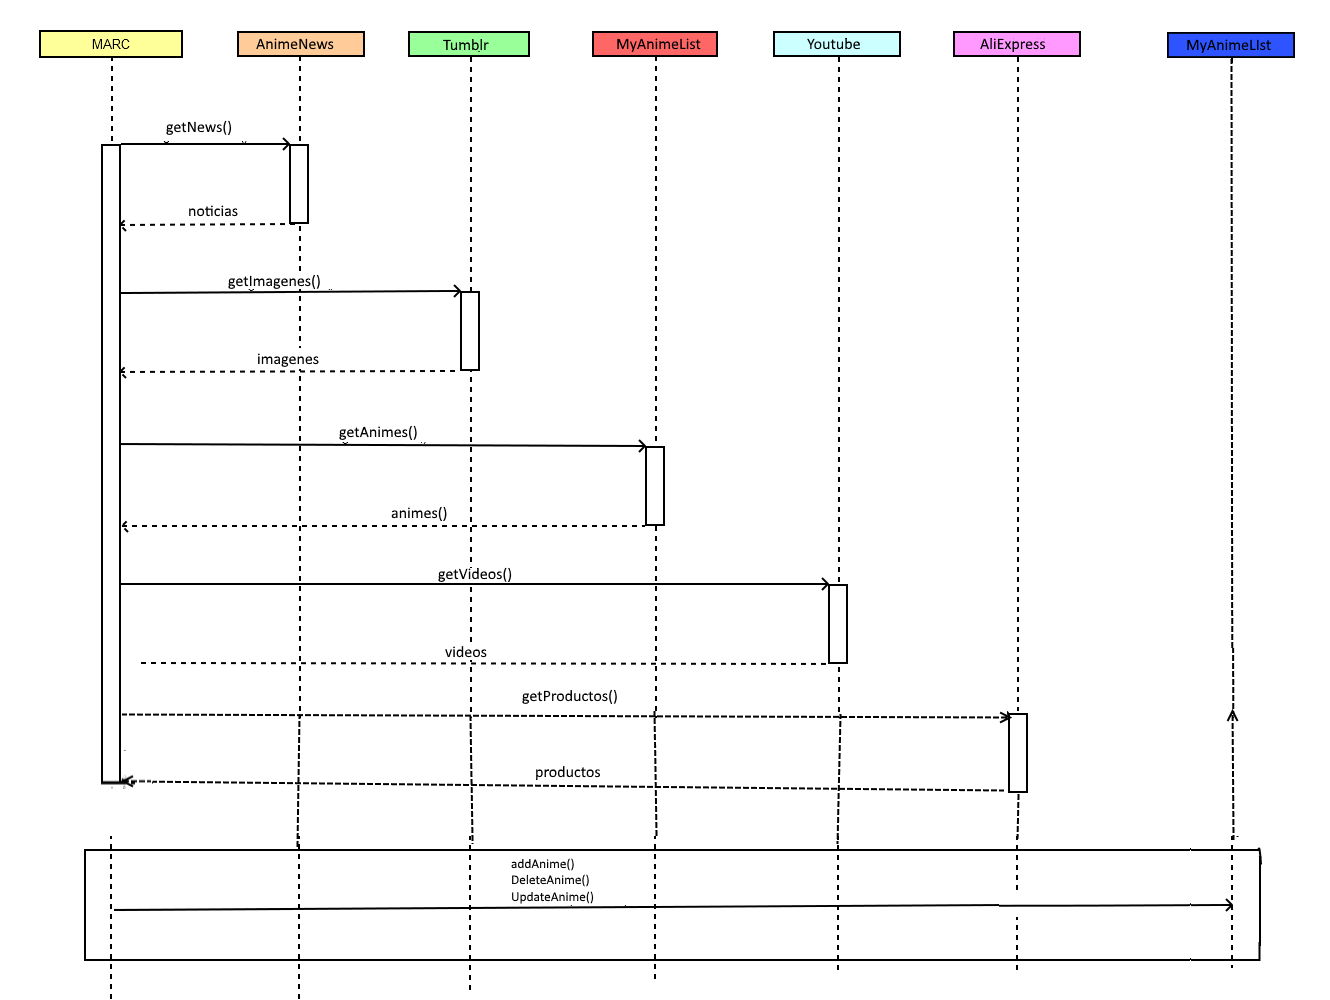 MARC
AnimeNews
Tumblr
MyAnimeList
Youtube
AliExpress
MyAnimeLIst
getNews()
noticias
getImagenes()
imagenes
getAnimes()
animes()
getVideos()
videos
getProductos()
productos
addAnime()
DeleteAnime()
UpdateAnime()